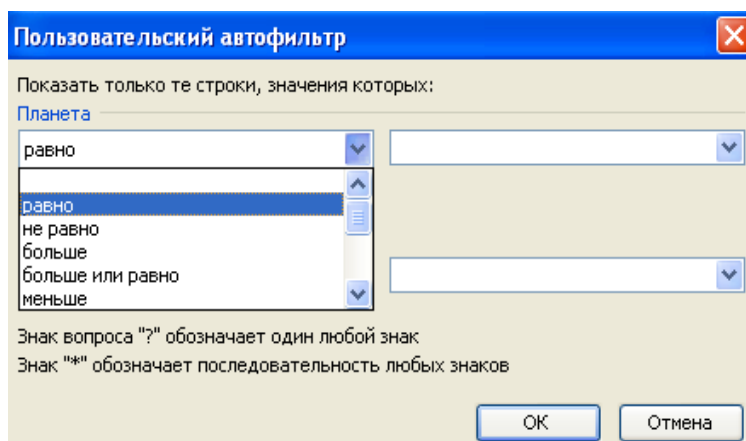 Пользовательский автофильтр
Показать только те строки, значения которых:
Планета
равно
равно
не равно
больше
больше или равно
меньше
Знак вопроса "?" обозначает один любой знак
Знак "*" обозначает последовательность любых знаков
ОК
Отмена